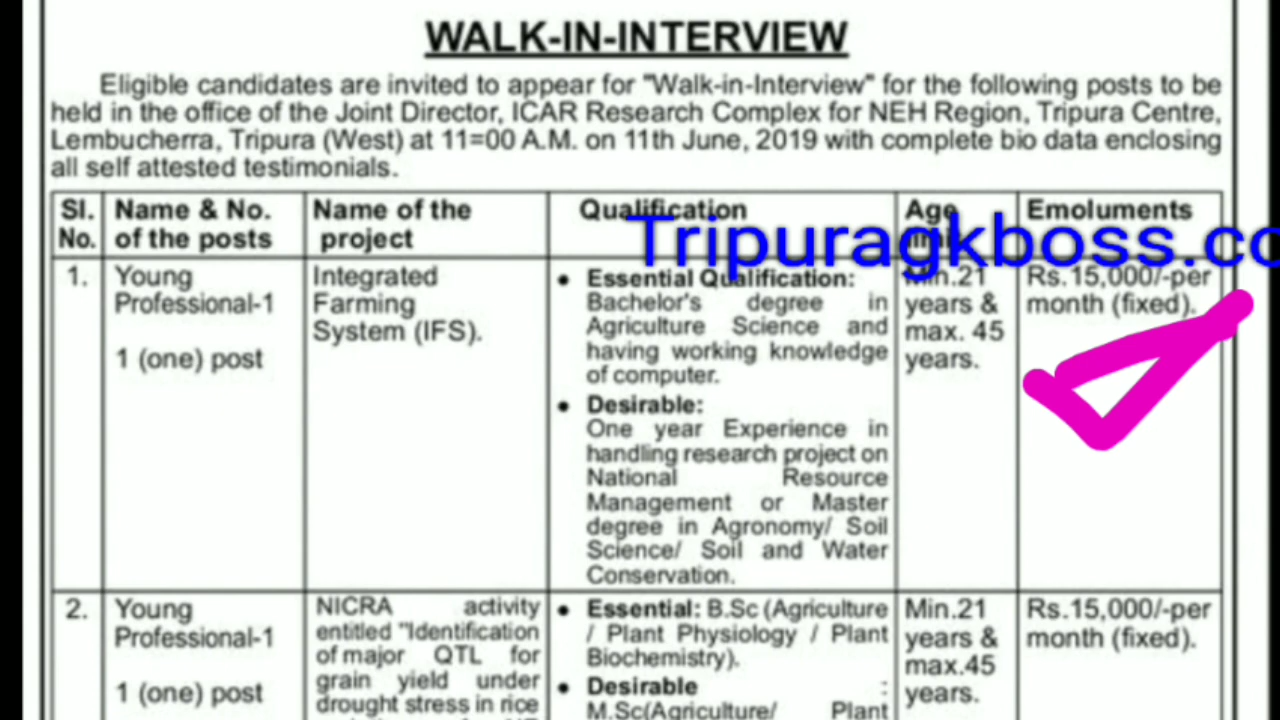 WALK-IN-INTERVIEW
Eligible candidates are invited to appear for "Walk-in-Interview" for the following posts to be
held in the office of the Joint Director, ICAR Research Complex for NEH Region, Tripura Centre,
Lembucherra, Tripura (West) at 11=00 A.M. on 11th June, 2019 with complete bio data enclosing
all self attested testimonials.
Sl.
No.
Name & No.
of the posts
Name of the
project
Qualification
Age
Emoluments
Tripuragkboss.co
1.
Young
Professional-1
1 (one) post
Integrated
Farming
System (IFS).
• Essential Qualification:
Bachelor's degree in
Agriculture Science and
having working knowledge
of computer.
• Desirable:
One year Experience in
handling research project on
National Resource
Management or Master
degree in Agronomy/ Soil
Science/ Soil and Water
Conservation.
Min.21
years &
max. 45
years.
Rs.15,000/-per
month (fixed).
2.
Young
Professional-1
1 (one) post
NICRA activity
entitled "Identification
of major QTL for
grain yield under
drought stress in rice
• Essential: B.Sc (Agriculture
/ Plant Physiology / Plant
Biochemistry).
• Desirable :
M.Sc(Agriculture/ Plant
Min.21
years &
max.45
years.
Rs.15,000/-per
month (fixed).